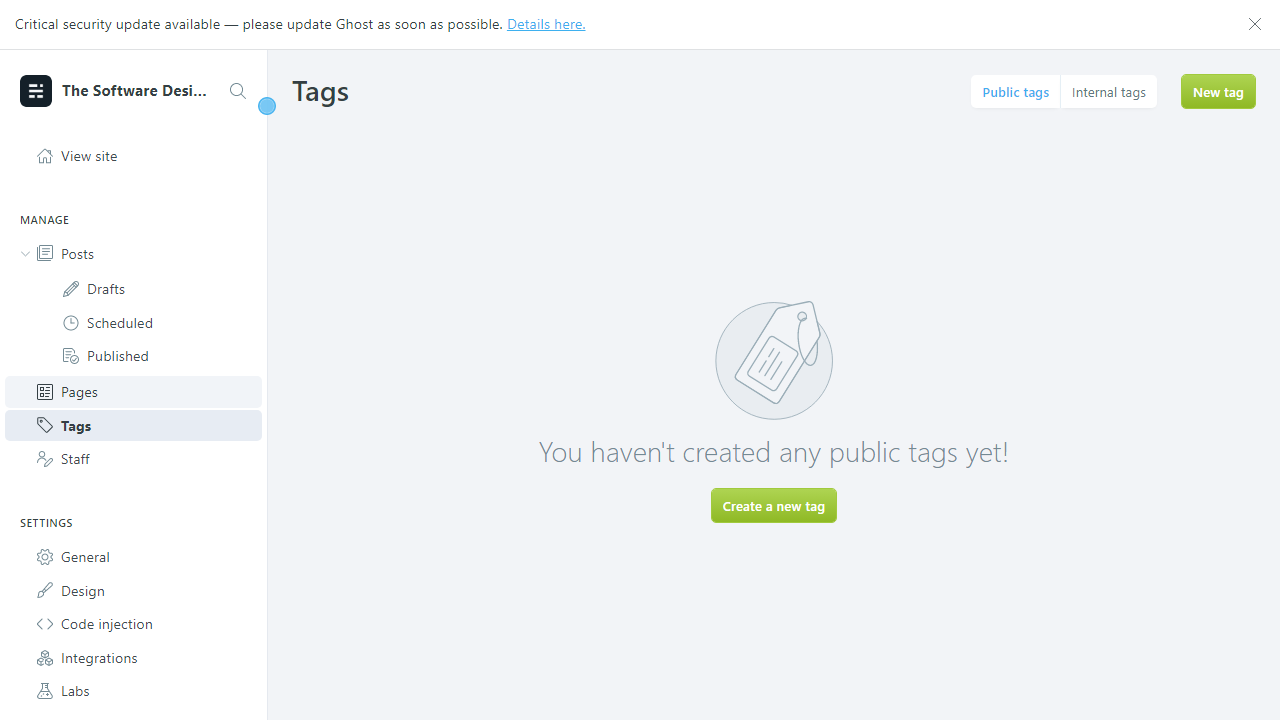 Critical security update available — please update Ghost as soon as possible. Details here.
The Software Desi...
Tags
Public tags
Internal tags
New tag
View site
MANAGE
Posts
Drafts
Scheduled
Published
Pages
Tags
Staff
SETTINGS
General
Design
Code injection
Integrations
Labs
You haven't created any public tags yet!
Create a new tag